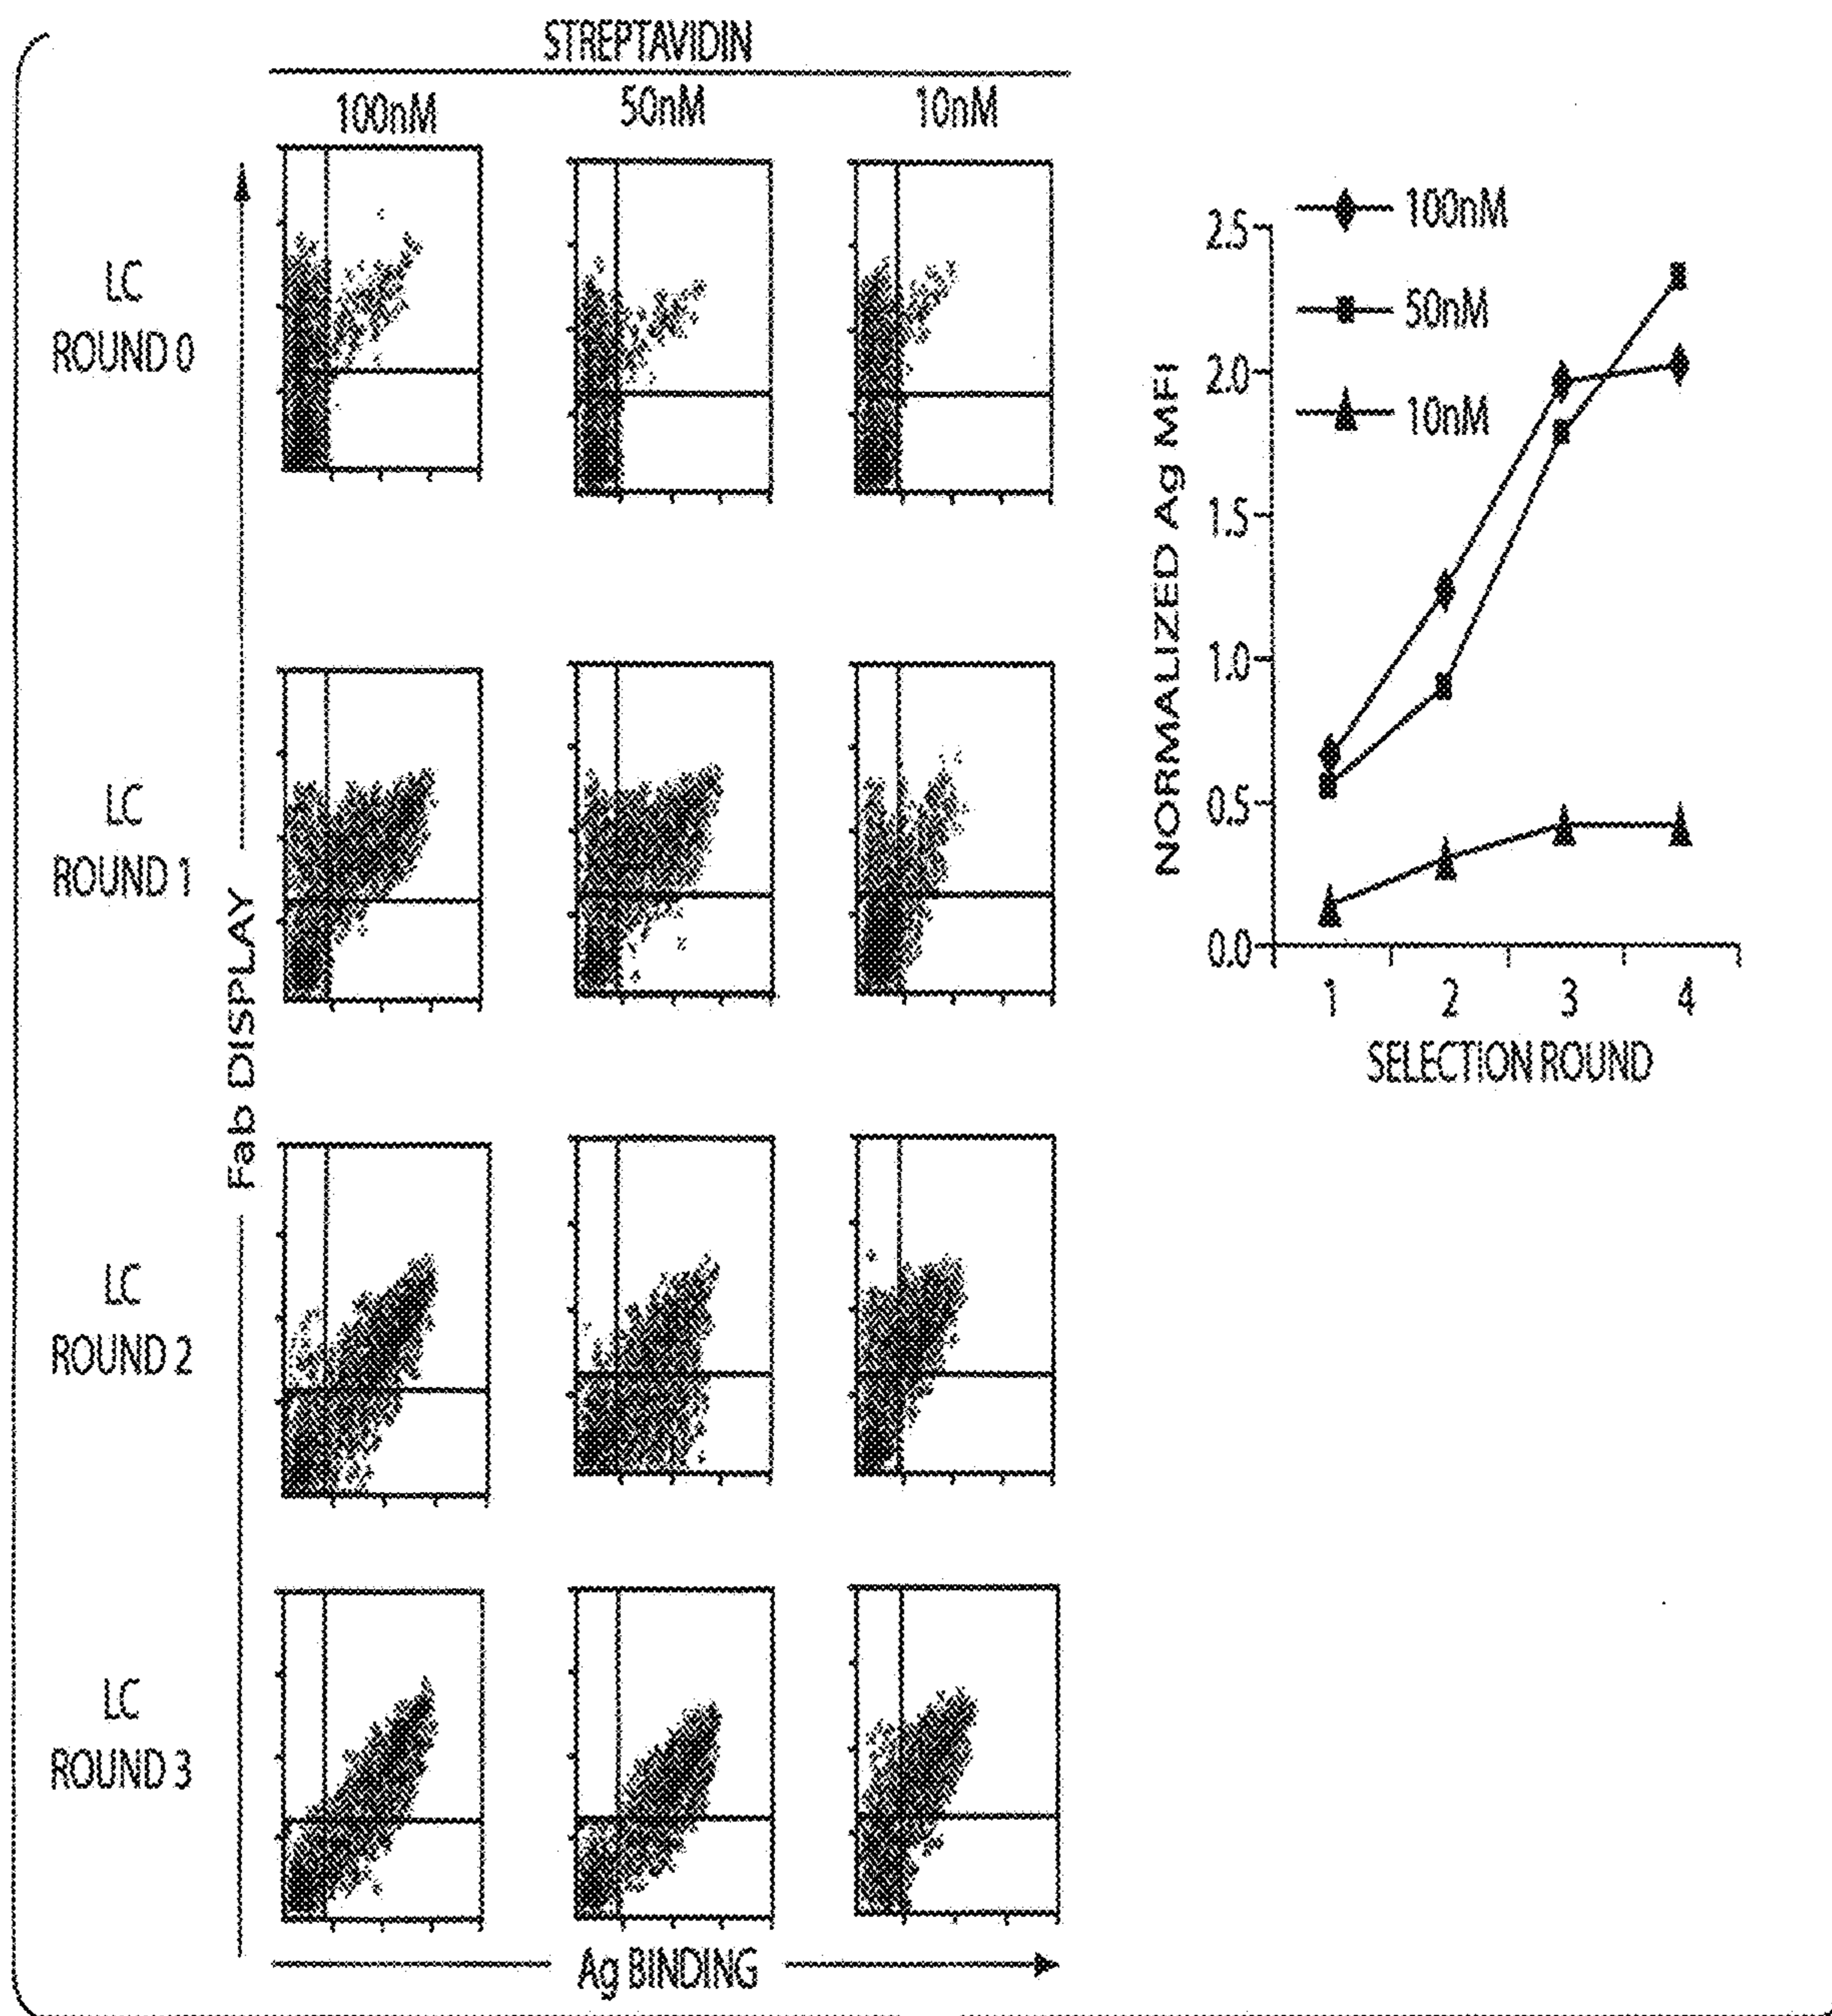 STREPTAVIDIN
100nM 50nM 10nM
LC
ROUND 0
LC
ROUND 1
LC
ROUND 2
LC
ROUND 3
Fab DISPLAY
Ag BINDING
100nM
50nM
10nM
NORMALIZED Ag MFI
2.5
2.0
1.5
1.0
0.5
0.0
1 2 3 4
SELECTION ROUND